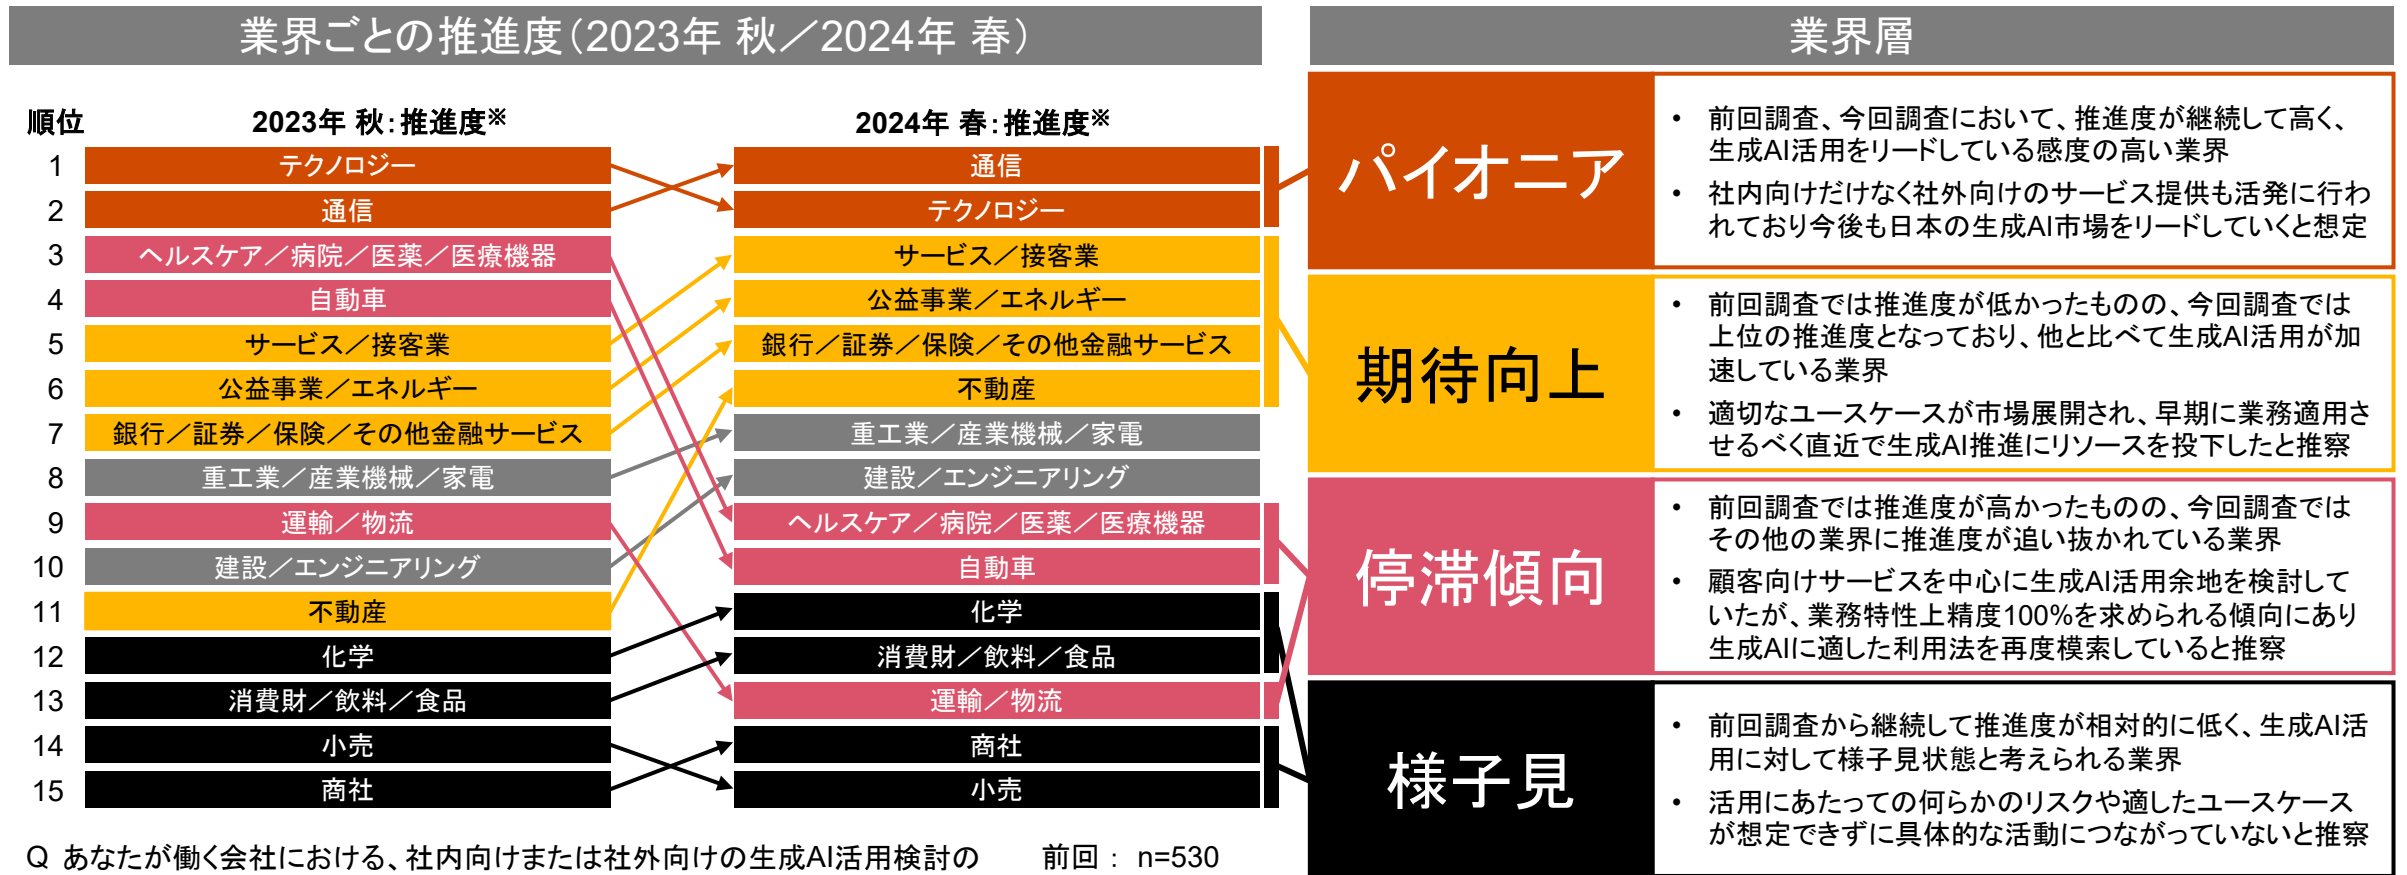 業界ごとの推進度（2023年 秋／2024年 春）
順位
2023年 秋：推進度※
2024年 春：推進度※
1 テクノロジー 通信
2 通信 テクノロジー
3 ヘルスケア／病院／医薬／医療機器 サービス／接客業
4 自動車 公益事業／エネルギー
5 サービス／接客業 銀行／証券／保険／その他金融サービス
6 公益事業／エネルギー 不動産
7 銀行／証券／保険／その他金融サービス 重工業／産業機械／家電
8 重工業／産業機械／家電 建設／エンジニアリング
9 運輸／物流 ヘルスケア／病院／医薬／医療機器
10 建設／エンジニアリング 自動車
11 不動産 化学
12 化学 消費財／飲料／食品
13 消費財／飲料／食品 運輸／物流
14 小売 商社
15 商社 小売
Q あなたが働く会社における、社内向けまたは社外向けの生成AI活用検討の 前回： n=530
業界層
パイオニア
• 前回調査、今回調査において、推進度が継続して高く、
生成AI活用をリードしている感度の高い業界
• 社内向けだけなく社外向けのサービス提供も活発に行わ
れており今後も日本の生成AI市場をリードしていくと想定
期待向上
• 前回調査では推進度が低かったものの、今回調査では
上位の推進度となっており、他と比べて生成AI活用が加
速している業界
• 適切なユースケースが市場展開され、早期に業務適用さ
せるべく直近で生成AI推進にリソースを投下したと推察
停滞傾向
• 前回調査では推進度が高かったものの、今回調査では
その他の業界に推進度が追い抜かれている業界
• 顧客向けサービスを中心に生成AI活用余地を検討して
いたが、業務特性上精度100%を求められる傾向にあり
生成AIに適した利用法を再度模索していると推察
様子見
• 前回調査から継続して推進度が相対的に低く、生成AI活
用に対して様子見状態と考えられる業界
• 活用にあたっての何らかのリスクや適したユースケース
が想定できずに具体的な活動につながっていないと推察